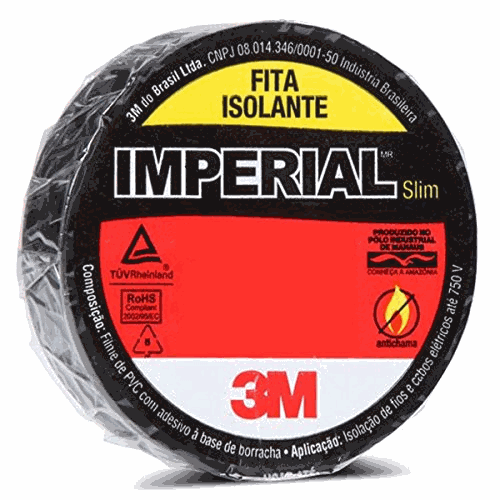 3M do Brasil Ltda. CNPJ 08.014.346/0001-50 Indústria Brasileira
FITA
ISOLANTE
IMPERIAL MR
Slim
TÜVRheinland
RoHS
Compliant
2002/95/EC
PRODUZIDO NO
PÓLO INDUSTRIAL
DE MANAUS
CONHEÇA A AMAZÔNIA
antichama
3M
Composição: Filme de PVC com adesivo à base de borracha • Aplicação: Isolação de fios e cabos elétricos até 750 V